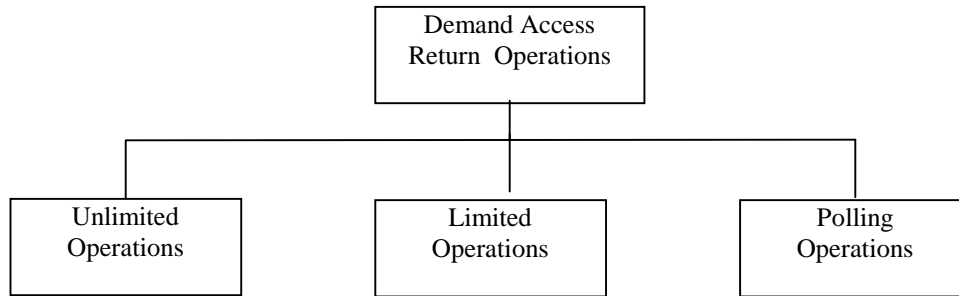 Demand Access
Return Operations
Unlimited
Operations
Limited
Operations
Polling
Operations